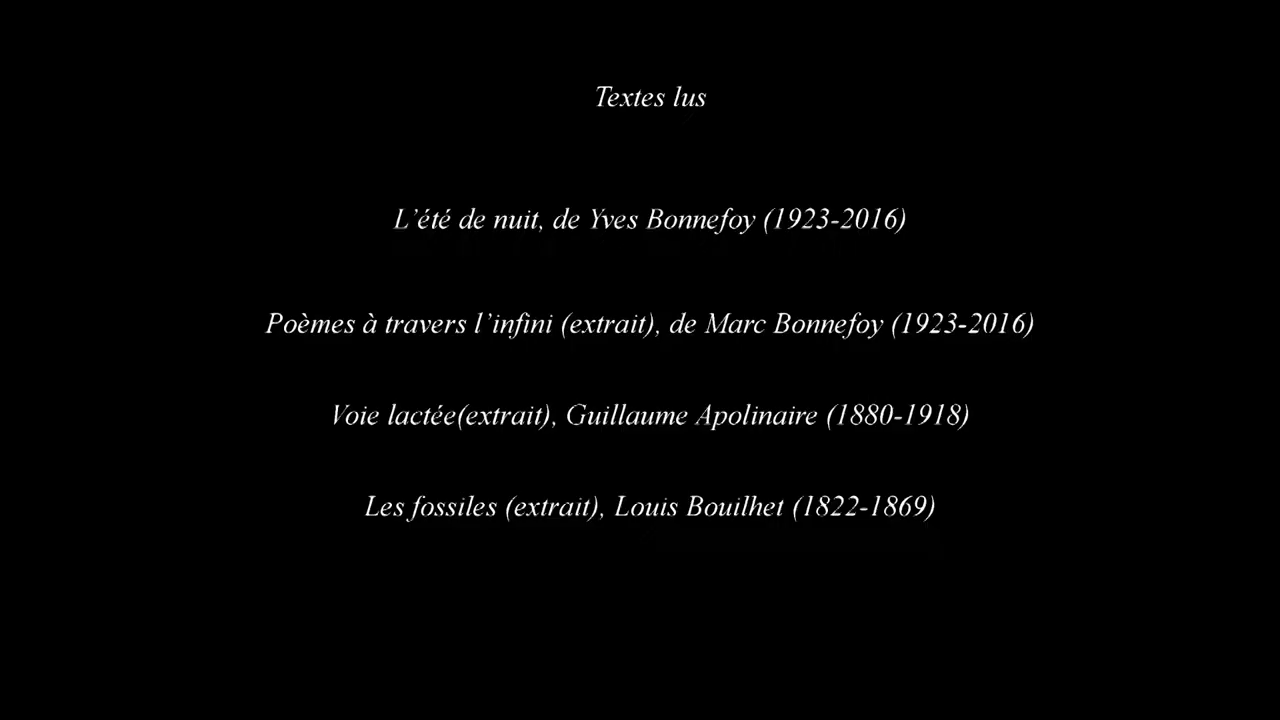 Textes lus
L'été de nuit, de Yves Bonnefoy (1923-2016)
Poèmes à travers l'infini (extrait), de Marc Bonnefoy (1923-2016)
Voie lactée(extrait), Guillaume Apolinaire (1880-1918)
Les fossiles (extrait), Louis Bouilhet (1822-1869)